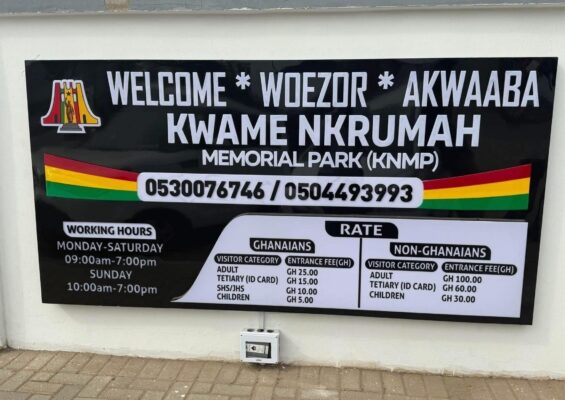 WELCOME * WOEZOR * AKWAABA
KWAME NKRUMAH
MEMORIAL PARK (KNMP)
0530076746 / 0504493993
WORKING HOURS
MONDAY-SATURDAY
09:00am-7:00pm
SUNDAY
10:00am-7:00pm
RATE
GHANAIANS
VISITOR CATEGORY ENTRANCE FEE(GH)
ADULT GH 25.00
TETIARY (ID CARD) GH 15.00
SHS/JHS GH 10.00
CHILDREN GH 5.00
NON-GHANAIANS
VISITOR CATEGORY ENTRANCE FEE(GH)
ADULT GH 100.00
TETIARY (ID CARD) GH 60.00
CHILDREN GH 30.00